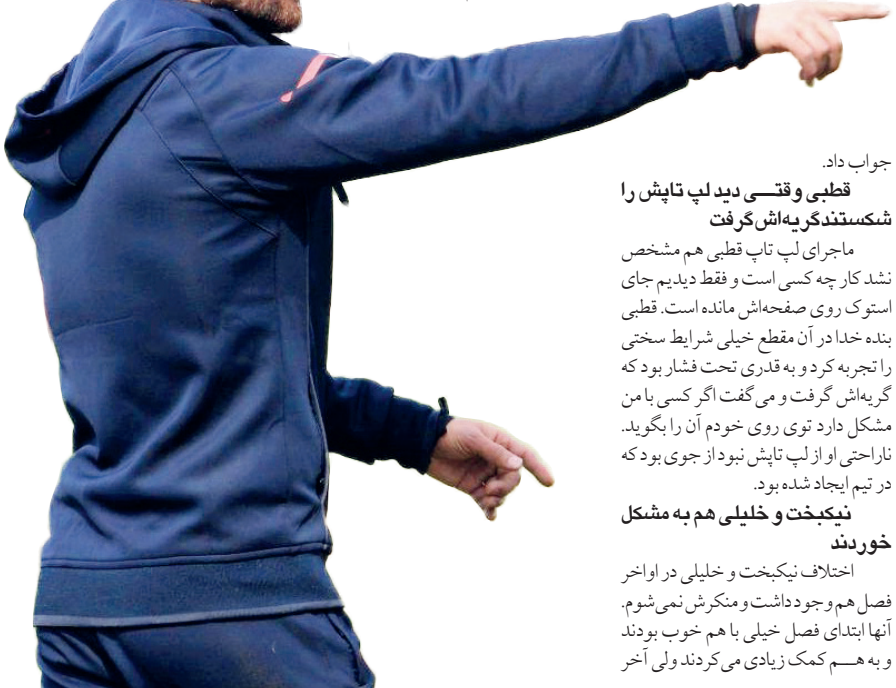 جواب داد.
قطبی وقتی دید لپ تاپش را
شکستندگریه‌اش گرفت
ماجرای لپ تاپ قطبی هم مشخص
نشد کار چه کسی است و فقط دیدیم جای
استوک روی صفحه‌اش مانده است. قطبی
بنده خدا در آن مقطع خیلی شرایط سختی
را تجربه کرد و به قدری تحت فشار بود که
گریه‌اش گرفت و می‌گفت اگر کسی با من
مشکل دارد توی روی خودم آن را بگوید.
ناراحتی او از لپ تاپش نبود از جوی بود که
در تیم ایجاد شده بود.
نیکبخت و خلیلی هم به مشکل
خوردند
اختلاف نیکبخت و خلیلی در اواخر
فصل هم وجود داشت و منکرش نمی‌شوم.
آنها ابتدای فصل خیلی با هم خوب بودند
و به هم کمک زیادی می‌کردند ولی آخر